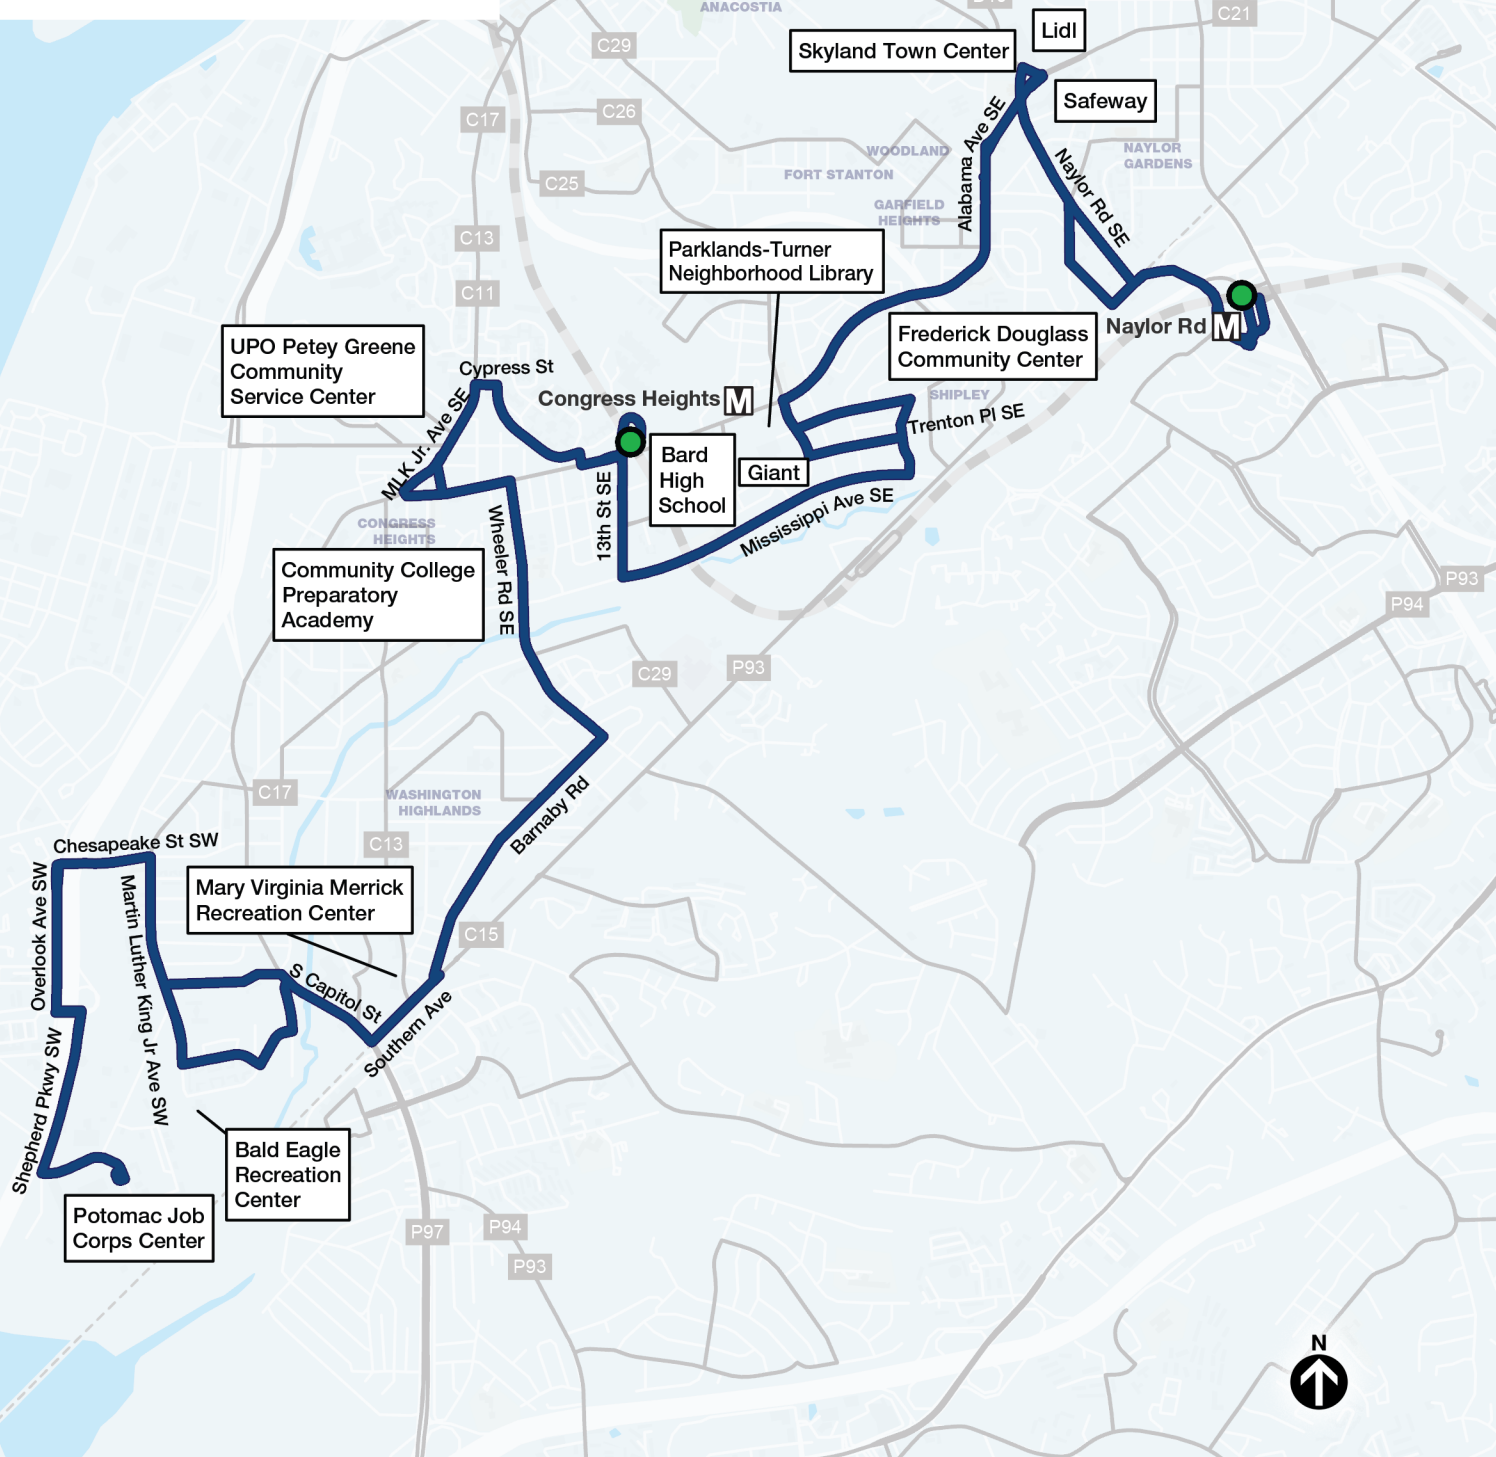 ANACOSTIA
C21
C29
Lidl
Skyland Town Center
Safeway
C26
C17
Alabama Ave SE
WOODLAND
NAYLOR
GARDENS
FORT STANTON
C25
Naylor Rd SE
GARFIELD
HEIGHTS
C13
Parklands-Turner
Neighborhood Library
C11
Frederick Douglass
Community Center
Naylor Rd M
UPO Petey Greene
Community
Service Center
Cypress St
Congress Heights M
SHIPLEY
Trenton Pl SE
MLK Jr. Ave SE
Bard
High
School
Giant
13th St SE
Mississippi Ave SE
CONGRESS
HEIGHTS
Wheeler Rd SE
Community College
Preparatory
Academy
P93
P94
C29
P93
C17
WASHINGTON
HIGHLANDS
Barnaby Rd
Chesapeake St SW
C13
Overlook Ave SW
Martin Luther King Jr Ave SW
Mary Virginia Merrick
Recreation Center
C15
S Capitol St
Southern Ave
Shepherd Pkwy SW
Bald Eagle
Recreation
Center
Potomac Job
Corps Center
P97
P94
P93
N